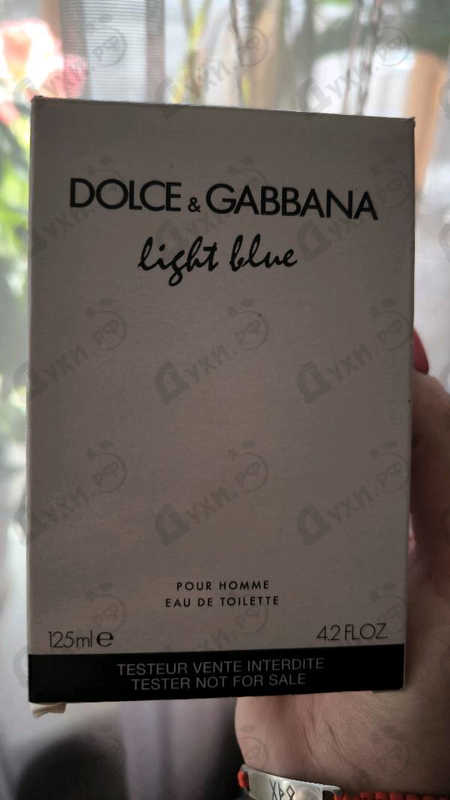 DOLCE & GABBANA
light blue
POUR HOMME
EAU DE TOILETTE
125ml e 4.2 FL.OZ.
TESTEUR VENTE INTERDITE
TESTER NOT FOR SALE
Духи.РФ